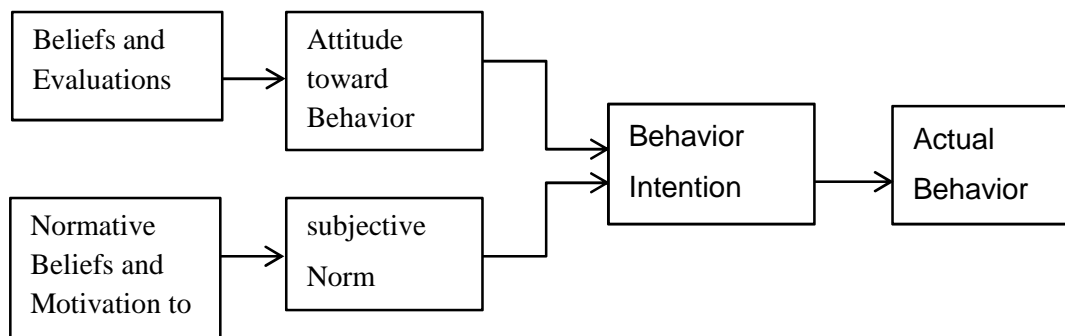 Beliefs and
Evaluations
Attitude
toward
Behavior
Normative
Beliefs and
Motivation to
subjective
Norm
Behavior
Intention
Actual
Behavior